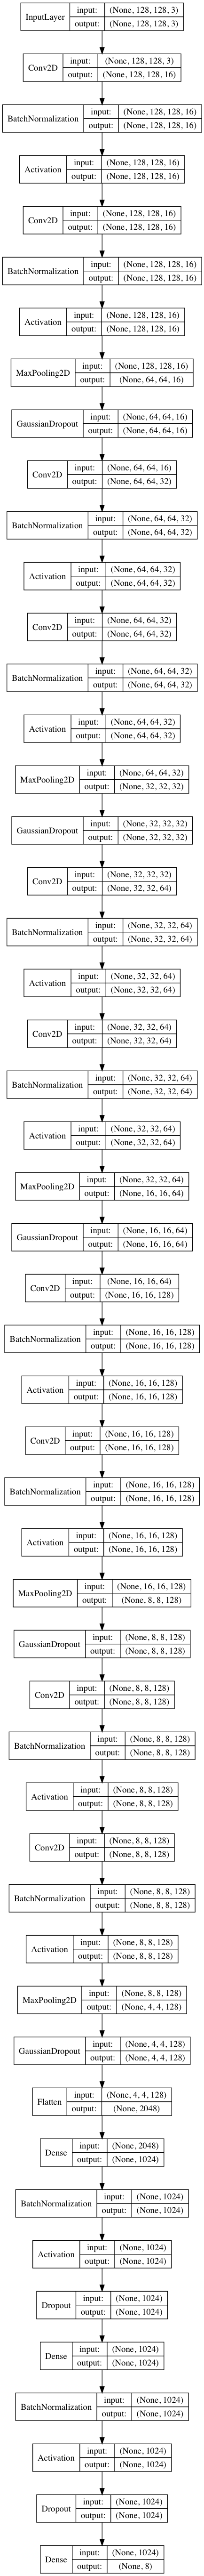 InputLayer input: (None, 128, 128, 3)
output: (None, 128, 128, 3)
Conv2D input: (None, 128, 128, 3)
output: (None, 128, 128, 16)
BatchNormalization input: (None, 128, 128, 16)
output: (None, 128, 128, 16)
Activation input: (None, 128, 128, 16)
output: (None, 128, 128, 16)
Conv2D input: (None, 128, 128, 16)
output: (None, 128, 128, 16)
BatchNormalization input: (None, 128, 128, 16)
output: (None, 128, 128, 16)
Activation input: (None, 128, 128, 16)
output: (None, 128, 128, 16)
MaxPooling2D input: (None, 128, 128, 16)
output: (None, 64, 64, 16)
GaussianDropout input: (None, 64, 64, 16)
output: (None, 64, 64, 16)
Conv2D input: (None, 64, 64, 16)
output: (None, 64, 64, 32)
BatchNormalization input: (None, 64, 64, 32)
output: (None, 64, 64, 32)
Activation input: (None, 64, 64, 32)
output: (None, 64, 64, 32)
Conv2D input: (None, 64, 64, 32)
output: (None, 64, 64, 32)
BatchNormalization input: (None, 64, 64, 32)
output: (None, 64, 64, 32)
Activation input: (None, 64, 64, 32)
output: (None, 64, 64, 32)
MaxPooling2D input: (None, 64, 64, 32)
output: (None, 32, 32, 32)
GaussianDropout input: (None, 32, 32, 32)
output: (None, 32, 32, 32)
Conv2D input: (None, 32, 32, 32)
output: (None, 32, 32, 64)
BatchNormalization input: (None, 32, 32, 64)
output: (None, 32, 32, 64)
Activation input: (None, 32, 32, 64)
output: (None, 32, 32, 64)
Conv2D input: (None, 32, 32, 64)
output: (None, 32, 32, 64)
BatchNormalization input: (None, 32, 32, 64)
output: (None, 32, 32, 64)
Activation input: (None, 32, 32, 64)
output: (None, 32, 32, 64)
MaxPooling2D input: (None, 32, 32, 64)
output: (None, 16, 16, 64)
GaussianDropout input: (None, 16, 16, 64)
output: (None, 16, 16, 64)
Conv2D input: (None, 16, 16, 64)
output: (None, 16, 16, 128)
BatchNormalization input: (None, 16, 16, 128)
output: (None, 16, 16, 128)
Activation input: (None, 16, 16, 128)
output: (None, 16, 16, 128)
Conv2D input: (None, 16, 16, 128)
output: (None, 16, 16, 128)
BatchNormalization input: (None, 16, 16, 128)
output: (None, 16, 16, 128)
Activation input: (None, 16, 16, 128)
output: (None, 16, 16, 128)
MaxPooling2D input: (None, 16, 16, 128)
output: (None, 8, 8, 128)
GaussianDropout input: (None, 8, 8, 128)
output: (None, 8, 8, 128)
Conv2D input: (None, 8, 8, 128)
output: (None, 8, 8, 128)
BatchNormalization input: (None, 8, 8, 128)
output: (None, 8, 8, 128)
Activation input: (None, 8, 8, 128)
output: (None, 8, 8, 128)
Conv2D input: (None, 8, 8, 128)
output: (None, 8, 8, 128)
BatchNormalization input: (None, 8, 8, 128)
output: (None, 8, 8, 128)
Activation input: (None, 8, 8, 128)
output: (None, 8, 8, 128)
MaxPooling2D input: (None, 8, 8, 128)
output: (None, 4, 4, 128)
GaussianDropout input: (None, 4, 4, 128)
output: (None, 4, 4, 128)
Flatten input: (None, 4, 4, 128)
output: (None, 2048)
Dense input: (None, 2048)
output: (None, 1024)
BatchNormalization input: (None, 1024)
output: (None, 1024)
Activation input: (None, 1024)
output: (None, 1024)
Dropout input: (None, 1024)
output: (None, 1024)
Dense input: (None, 1024)
output: (None, 1024)
BatchNormalization input: (None, 1024)
output: (None, 1024)
Activation input: (None, 1024)
output: (None, 1024)
Dropout input: (None, 1024)
output: (None, 1024)
Dense input: (None, 1024)
output: (None, 8)